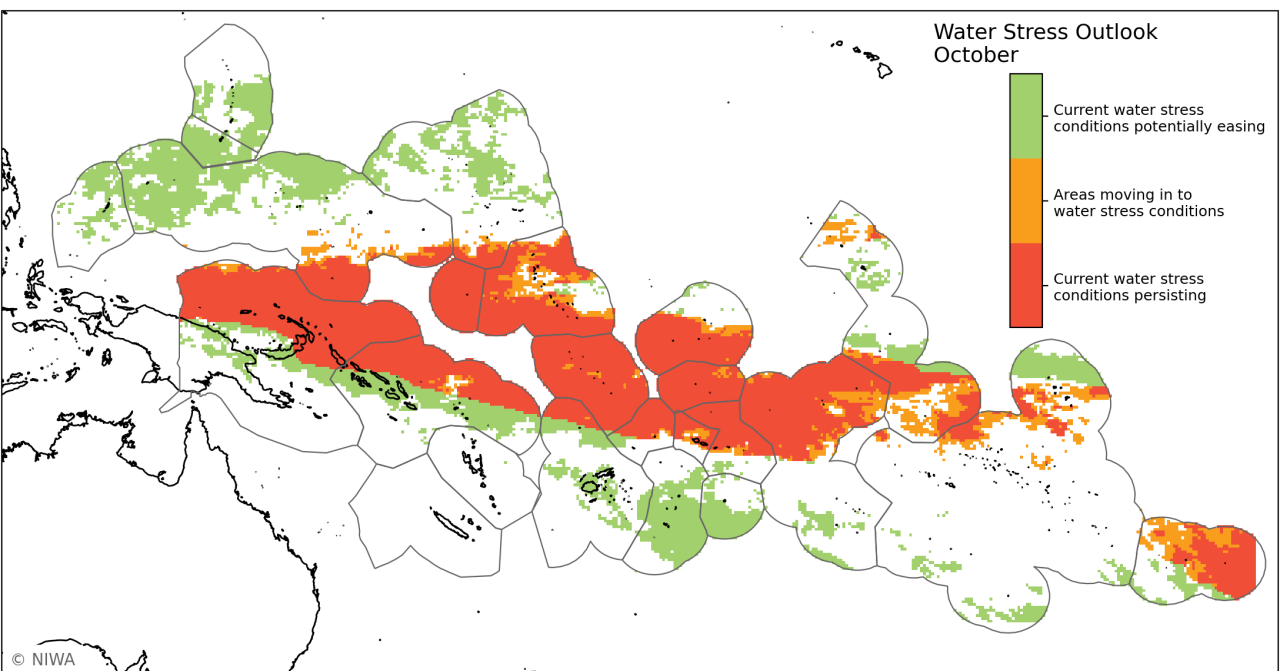 Water Stress Outlook
October
Current water stress
conditions potentially easing
Areas moving in to
water stress conditions
Current water stress
conditions persisting
© NIWA